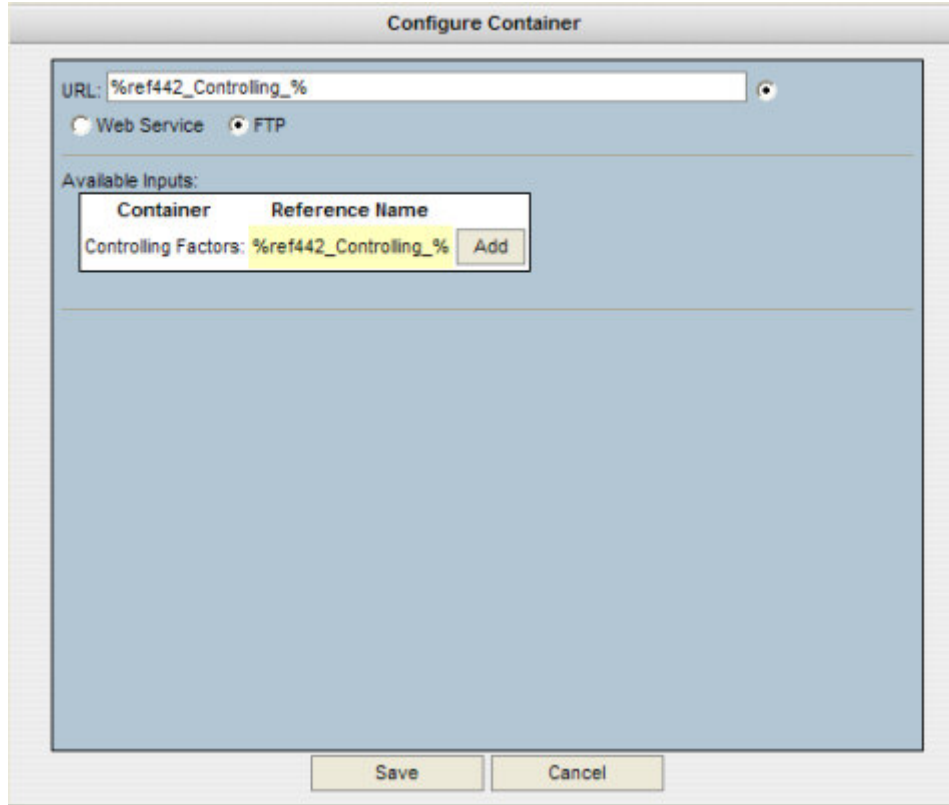 Configure Container
URL: %ref442_Controlling_%
Web Service FTP
Available Inputs:
Container Reference Name
Controlling Factors: %ref442_Controlling_% Add
Save Cancel